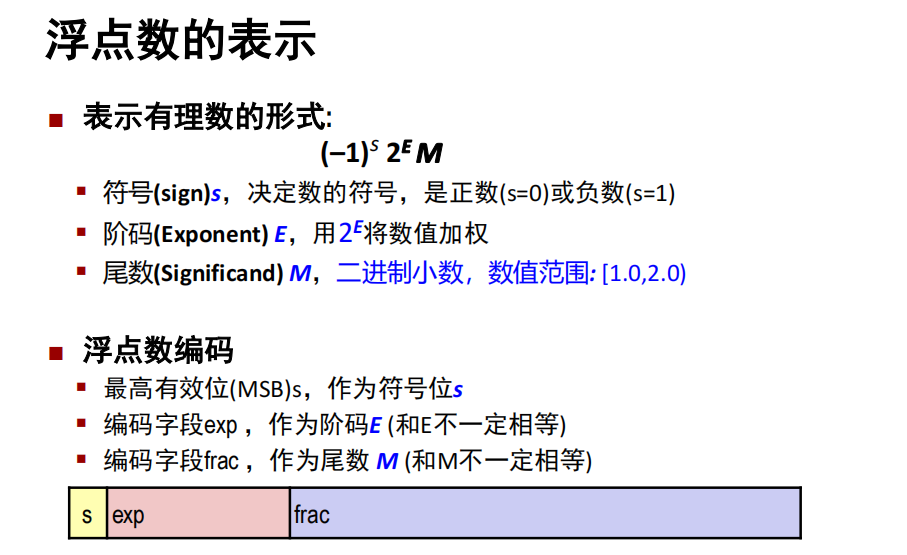 浮点数的表示
■ 表示有理数的形式:
(–1)ˢ 2ᴱ M
▪ 符号(sign)s，决定数的符号，是正数(s=0)或负数(s=1)
▪ 阶码(Exponent) E，用2ᴱ将数值加权
▪ 尾数(Significand) M，二进制小数，数值范围: [1.0,2.0)
■ 浮点数编码
▪ 最高有效位(MSB)s，作为符号位s
▪ 编码字段exp ，作为阶码E (和E不一定相等)
▪ 编码字段frac ，作为尾数 M (和M不一定相等)
s exp frac